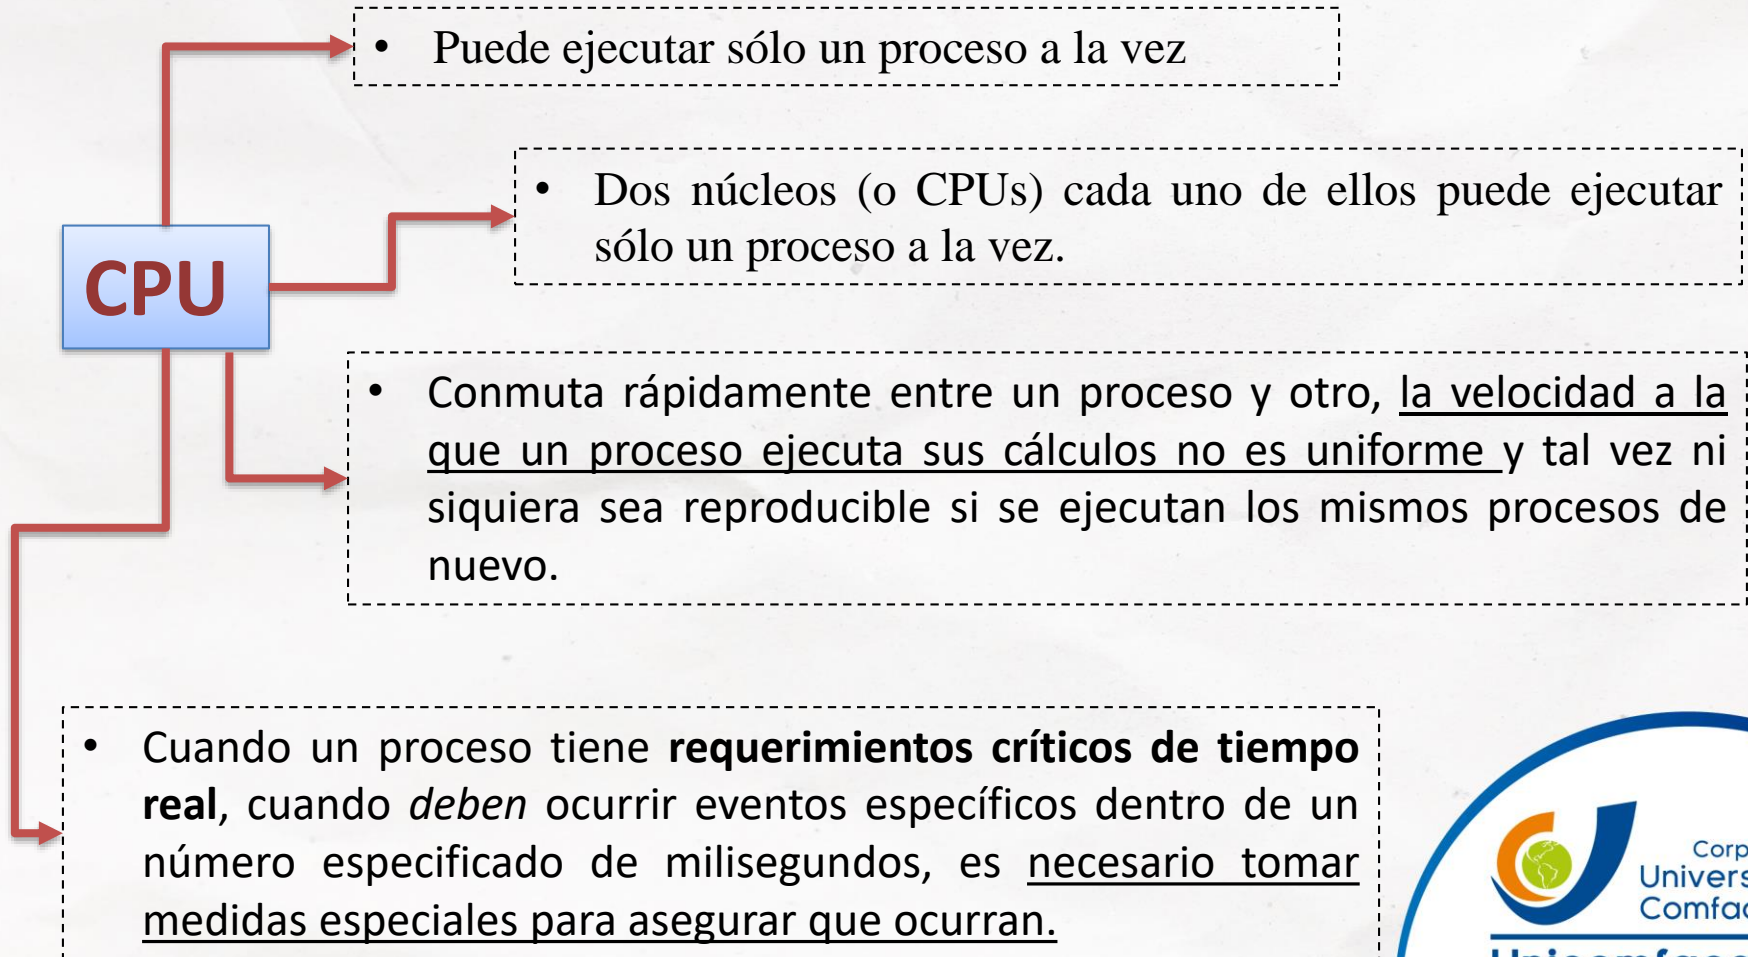 • Puede ejecutar sólo un proceso a la vez
• Dos núcleos (o CPUs) cada uno de ellos puede ejecutar
sólo un proceso a la vez.
CPU
• Conmuta rápidamente entre un proceso y otro, la velocidad a la
que un proceso ejecuta sus cálculos no es uniforme y tal vez ni
siquiera sea reproducible si se ejecutan los mismos procesos de
nuevo.
• Cuando un proceso tiene requerimientos críticos de tiempo
real, cuando deben ocurrir eventos específicos dentro de un
número especificado de milisegundos, es necesario tomar
medidas especiales para asegurar que ocurran.
Corp
Univers
Comfac